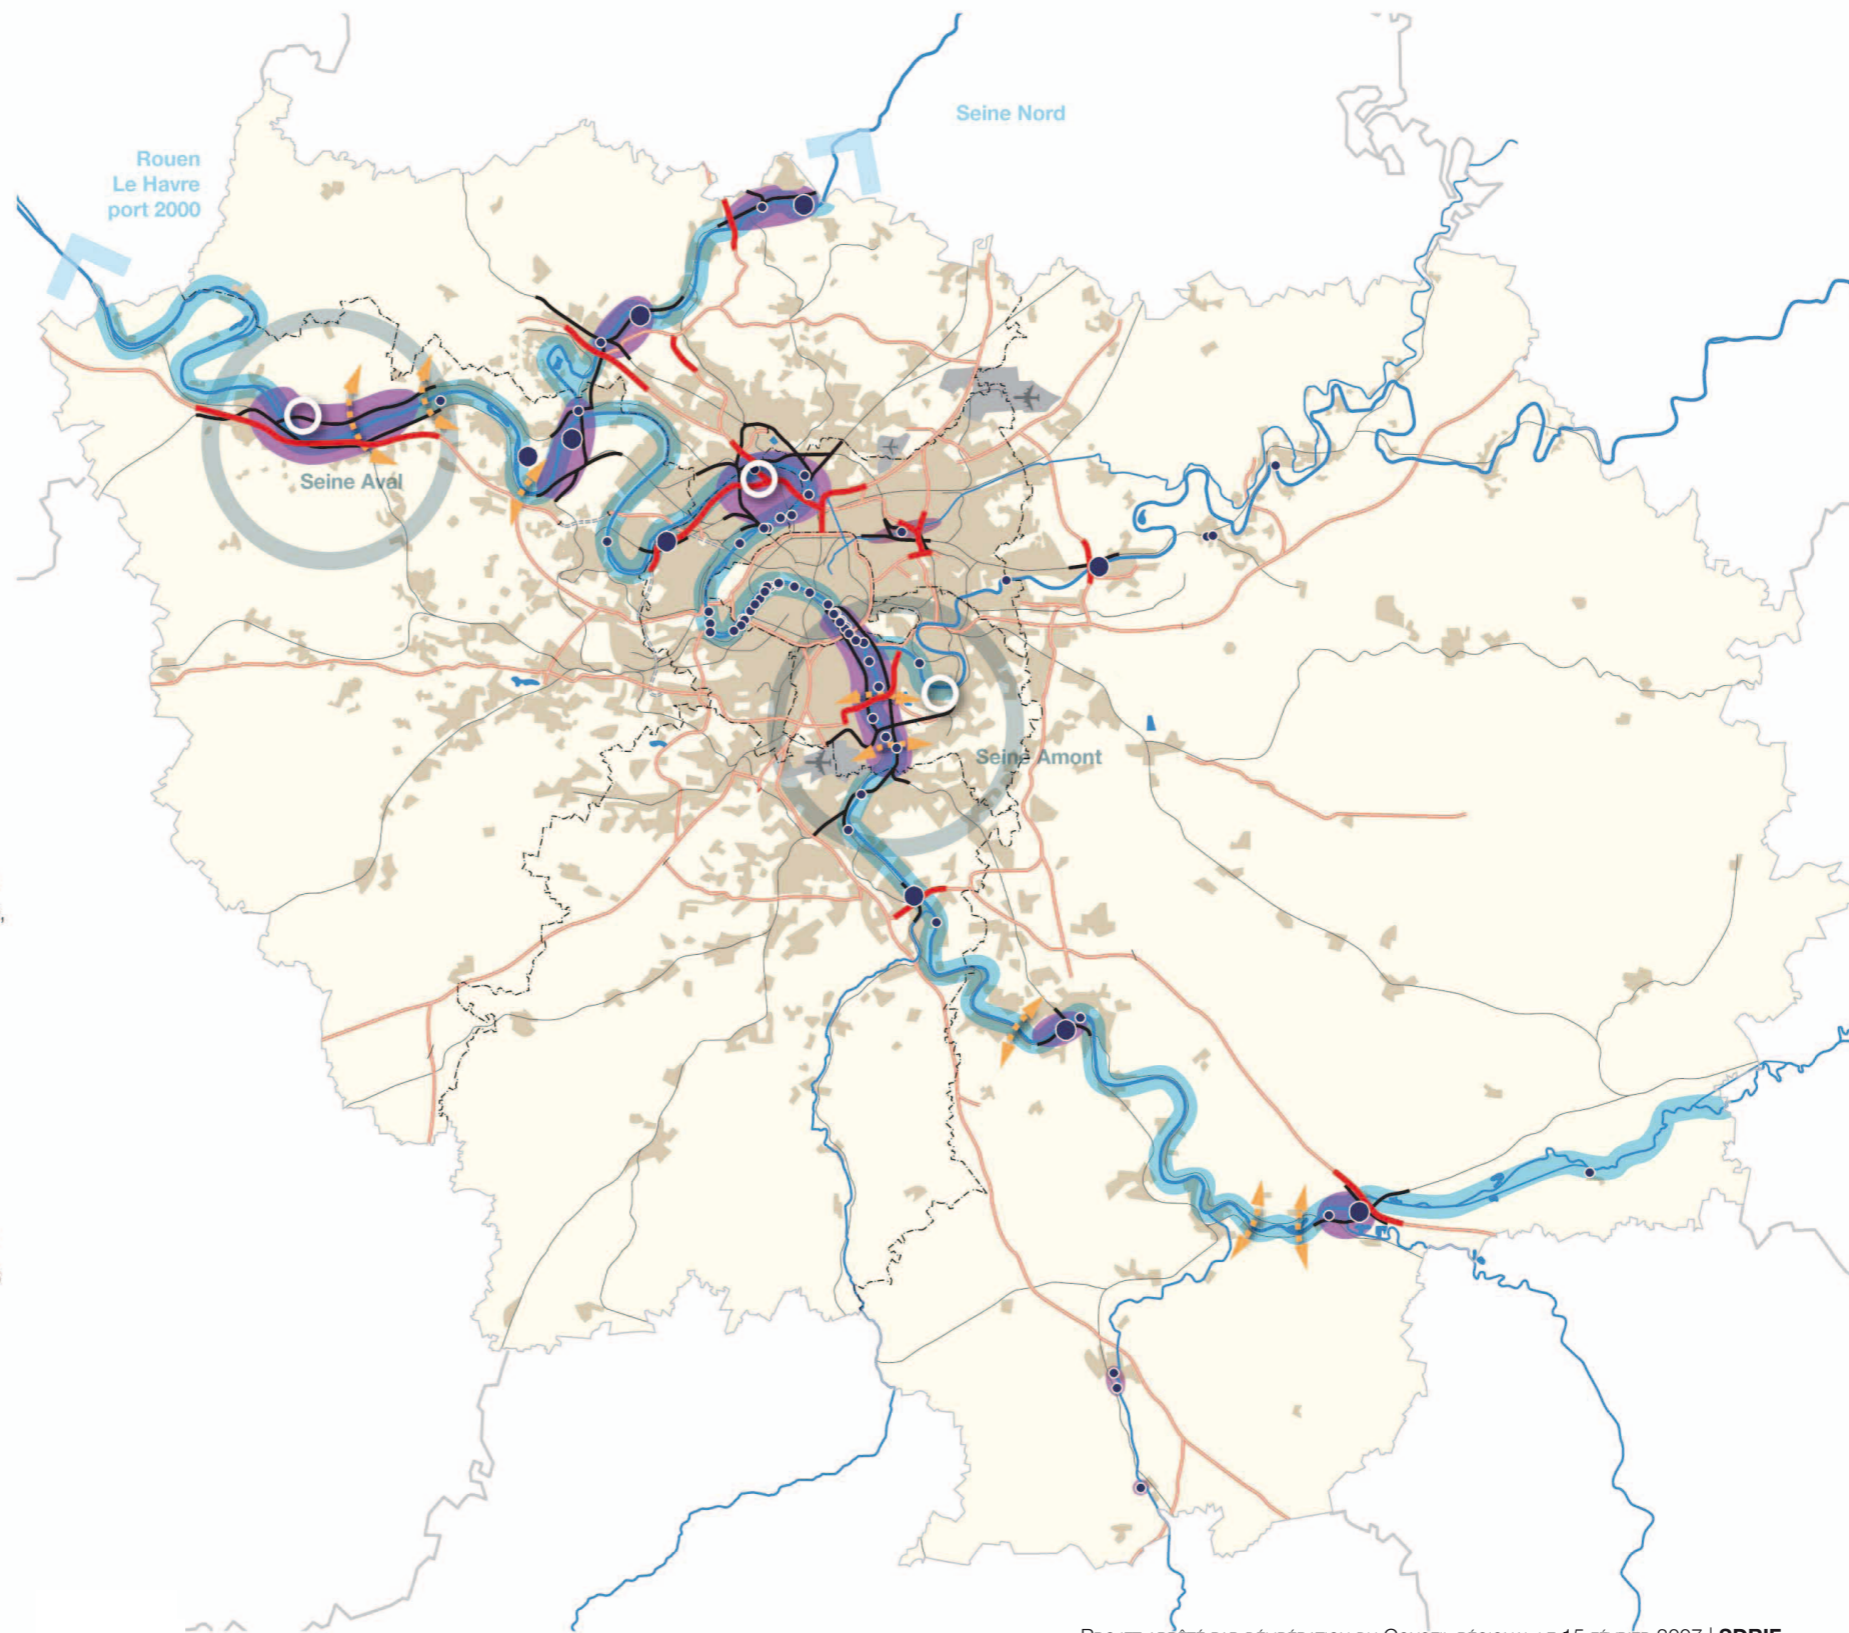 Seine Nord
Rouen
Le Havre
port 2000
Seine Aval
Seine Amont
SDRIF